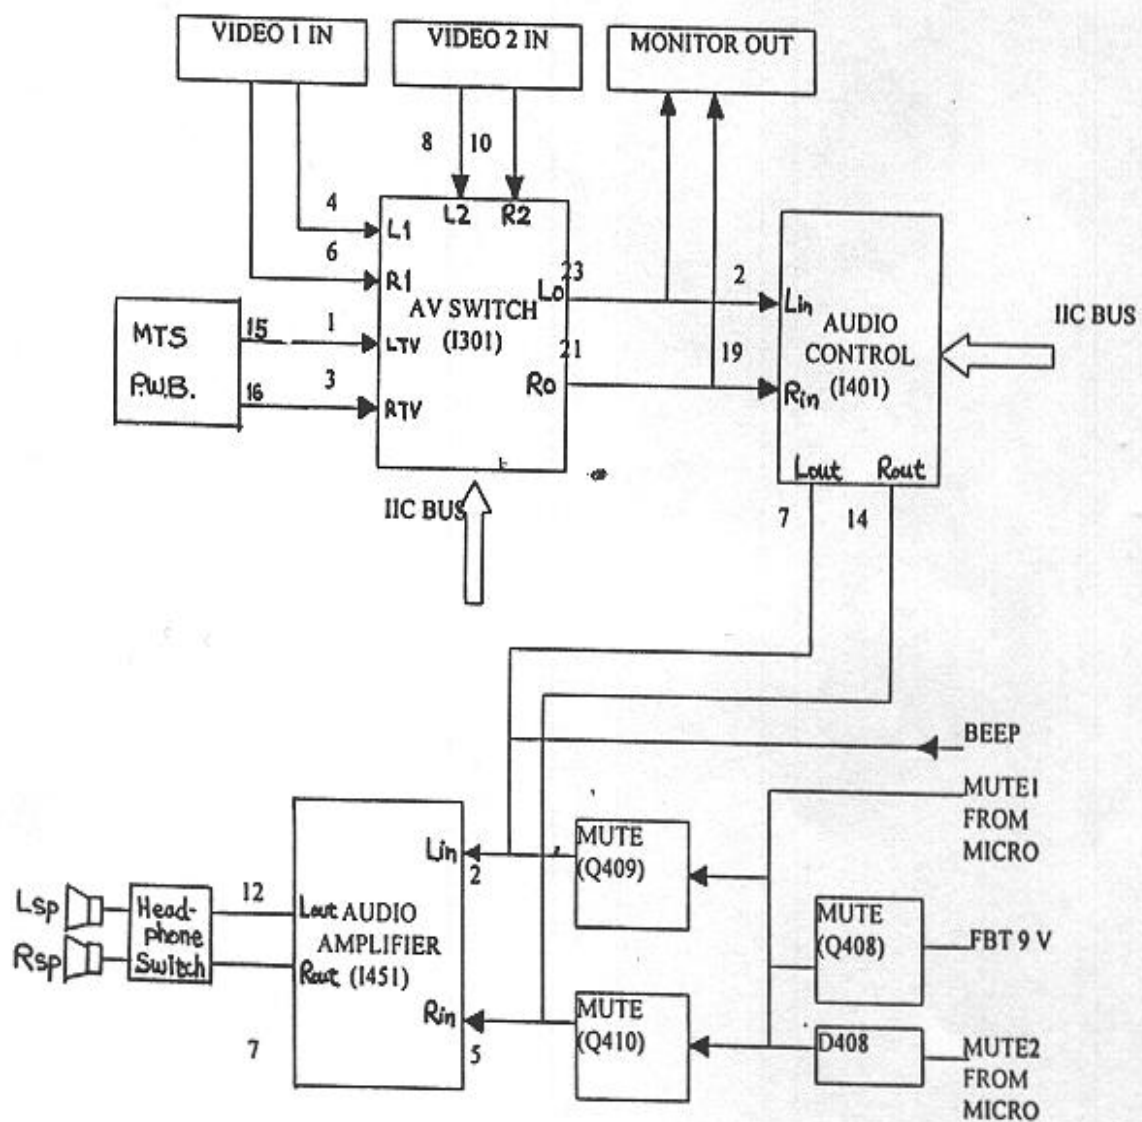 VIDEO 1 IN
VIDEO 2 IN
MONITOR OUT
8
10
4
L2
R2
L1
6
R1
23
2
Lo
Lin
AV SWITCH
(I301)
AUDIO
CONTROL
(I401)
IIC BUS
MTS
P.W.B.
15
1
LTV
21
19
16
3
RTV
Ro
Rin
Lout
Rout
IIC BUS
7
14
BEEP
MUTE1
FROM
MICRO
MUTE
(Q409)
Lin
2
Lsp
Rsp
Head-
phone
Switch
12
Lout
AUDIO
AMPLIFIER
Rout
(I451)
MUTE
(Q408)
FBT 9 V
Rin
5
7
MUTE
(Q410)
D408
MUTE2
FROM
MICRO